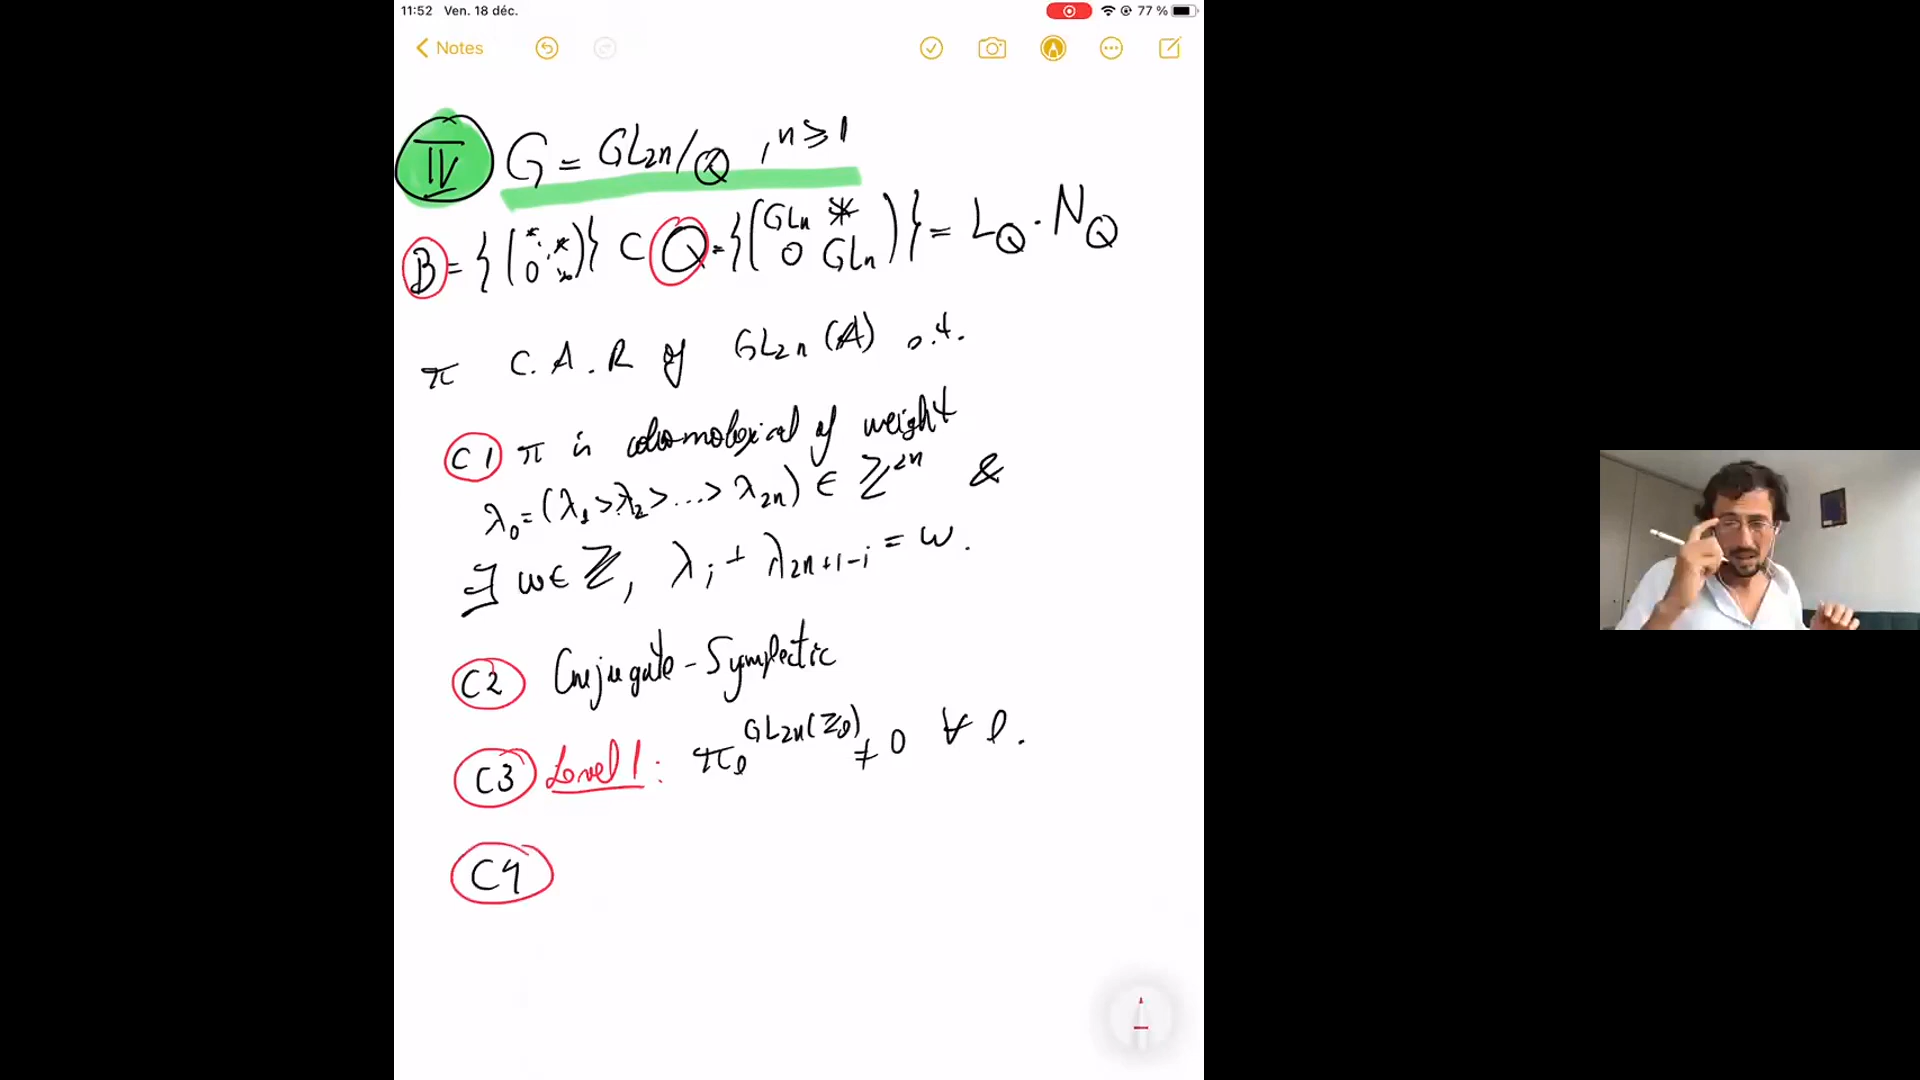 11:52 Ven. 18 déc. 77 %
Notes
IV G = GL2n/Q , n ≥ 1
B = { ( * * 0 * ) } ⊂ Q = { ( GLn * 0 GLn ) } = L_Q · N_Q
π C.A.R of GL2n (A) s.t.
C1 π is cohomological of weight
λ0 = (λ1 > λ2 > ... > λ2n) ∈ Z^2n &
∃ w ∈ Z, λi + λ2n+1-i = w.
C2 Conjugate-Symplectic
C3 Level 1: πℓ^GL2n(Zℓ) ≠ 0 ∀ ℓ.
C4